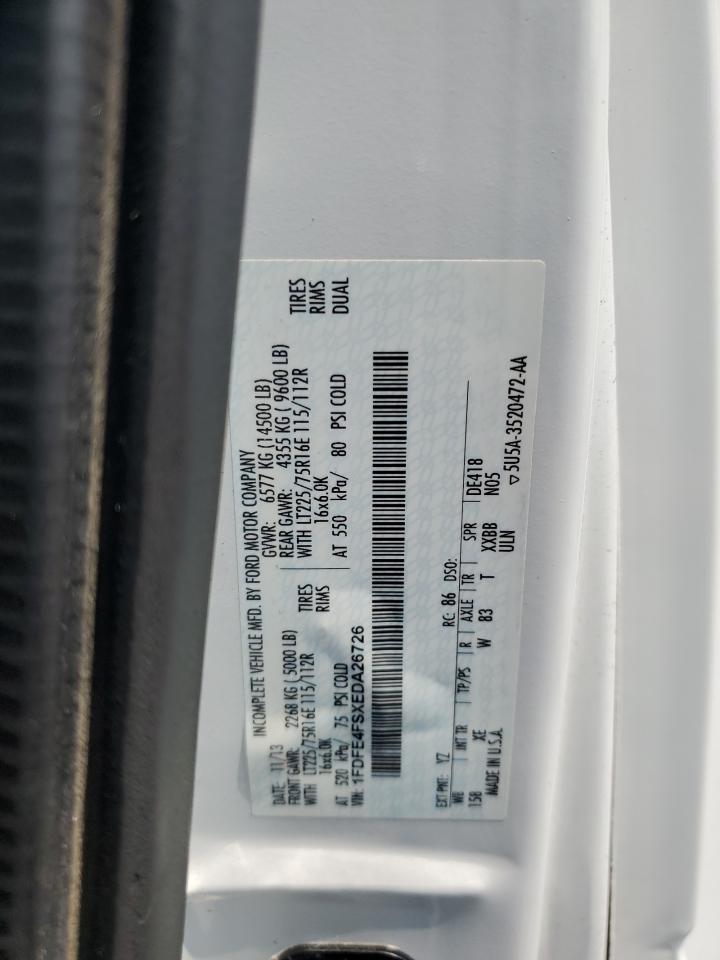 INCOMPLETE VEHICLE MFD. BY FORD MOTOR COMPANY
DATE 11/13 GVWR: 6577 KG (14500 LB)
FRONT GAWR: 2268 KG (5000 LB) REAR GAWR: 4355 KG (9600 LB)
WITH LT225/75R16E 115/112R TIRES WITH LT225/75R16E 115/112R TIRES
16x6.0K RIMS 16x6.0K RIMS
AT 520 kPa/ 75 PSI COLD AT 550 kPa/ 80 PSI COLD DUAL
VIN: 1FDFE4FSXEDA26726
EXT PNT: YZ RC: 86 DSO:
WB INT TR TP/PS R AXLE TR SPR DE418
158 XE W 83 T XXBB N05
MADE IN U.S.A. ULN
▽5U5A-3520472-AA